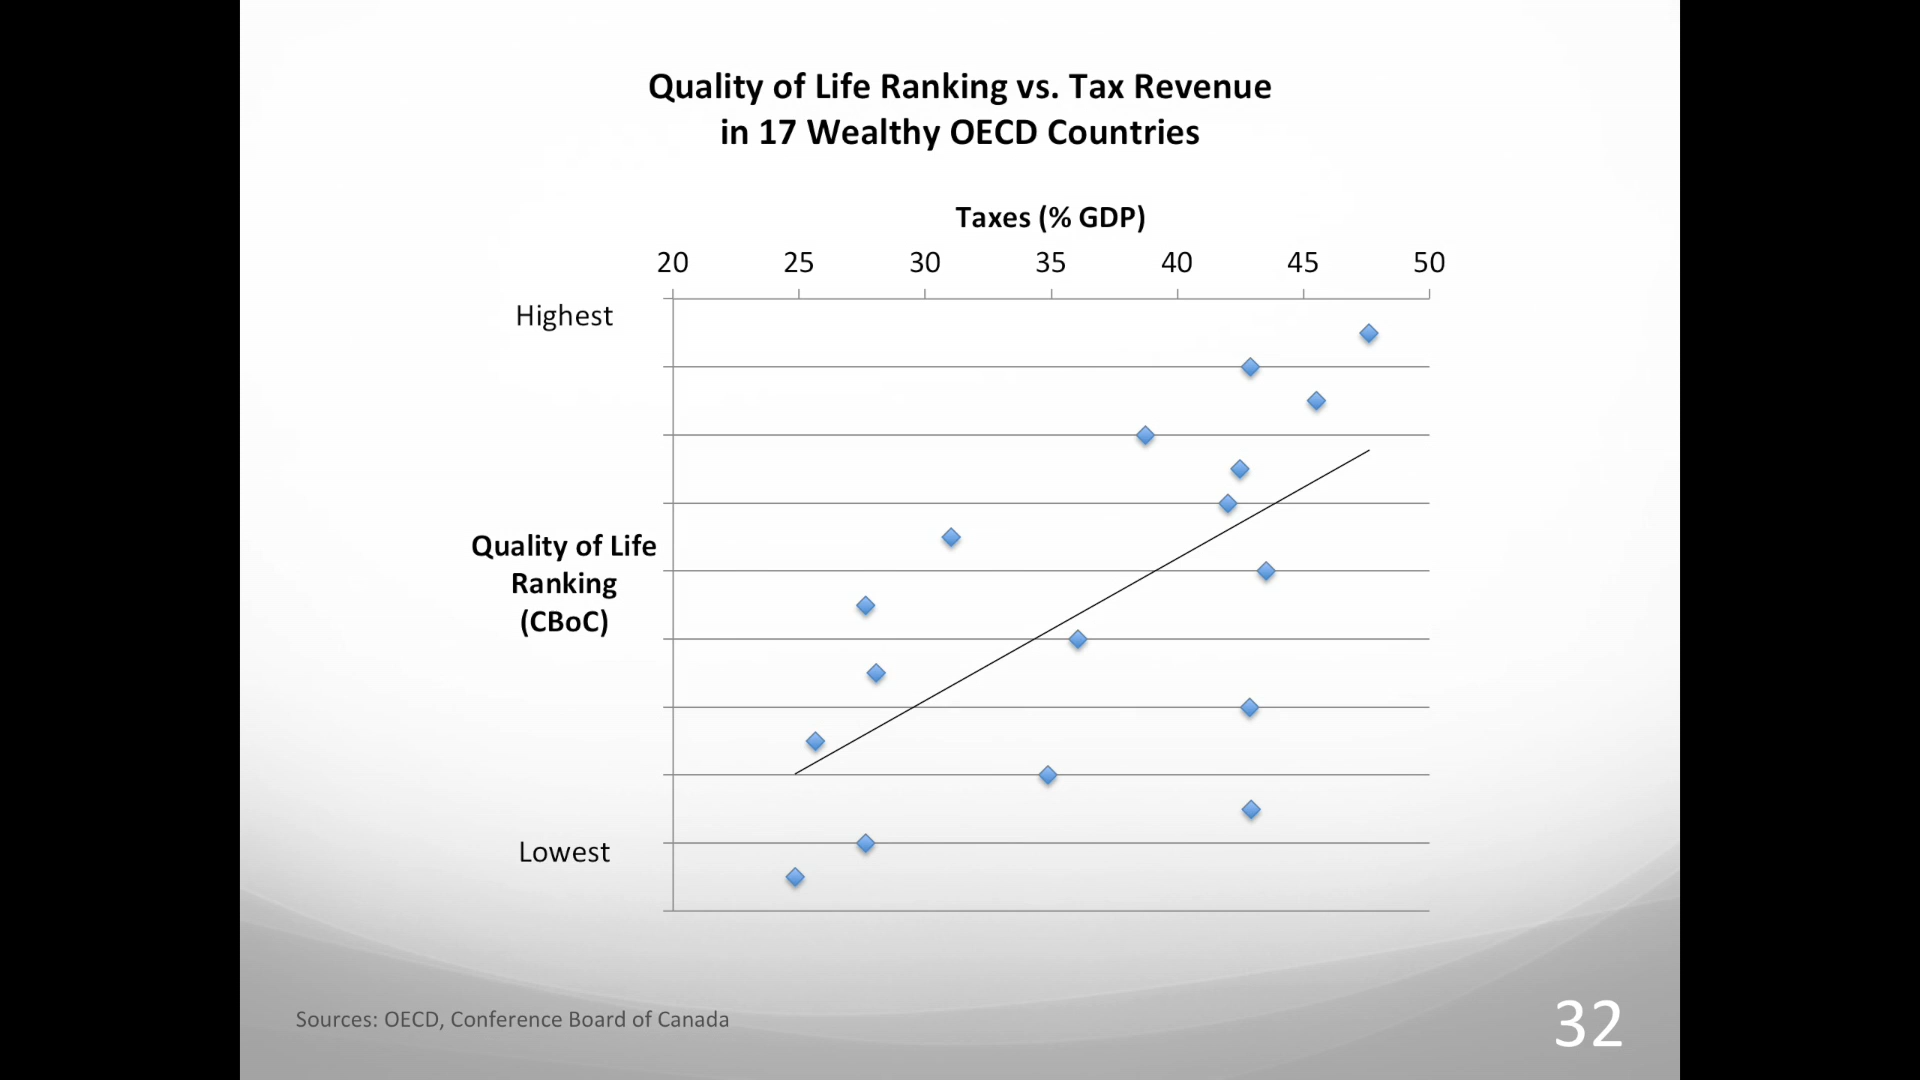 Quality of Life Ranking vs. Tax Revenue
in 17 Wealthy OECD Countries
Taxes (% GDP)
20 25 30 35 40 45 50
Highest
Quality of Life
Ranking
(CBoC)
Lowest
Sources: OECD, Conference Board of Canada
32